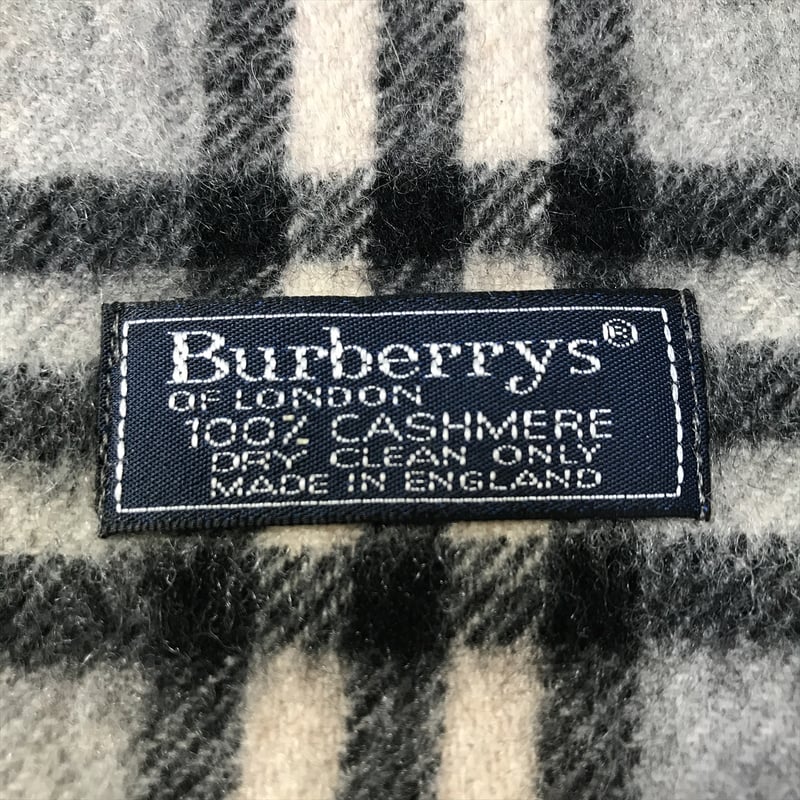 Burberrys®
OF LONDON
100% CASHMERE
DRY CLEAN ONLY
MADE IN ENGLAND